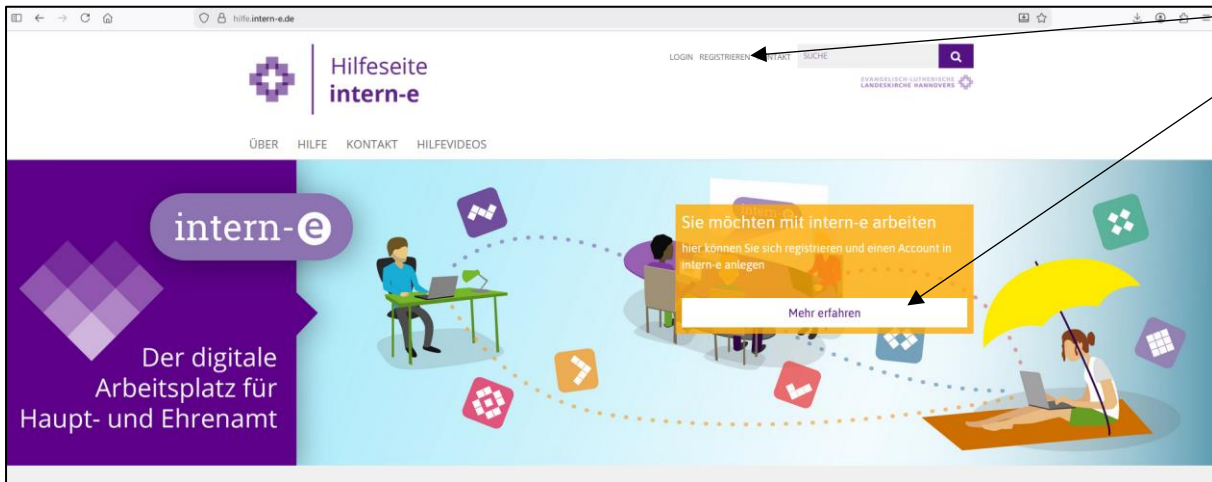 hilfe.intern-e.de
Hilfeseite
intern-e
LOGIN REGISTRIEREN KONTAKT SUCHE
EVANGELISCH-LUTHERISCHE
LANDESKIRCHE HANNOVERS
ÜBER HILFE KONTAKT HILFEVIDEOS
intern-e
Der digitale
Arbeitsplatz für
Haupt- und Ehrenamt
intern-e
Sie möchten mit intern-e arbeiten
hier können Sie sich registrieren und einen Account in
intern-e anlegen
Mehr erfahren